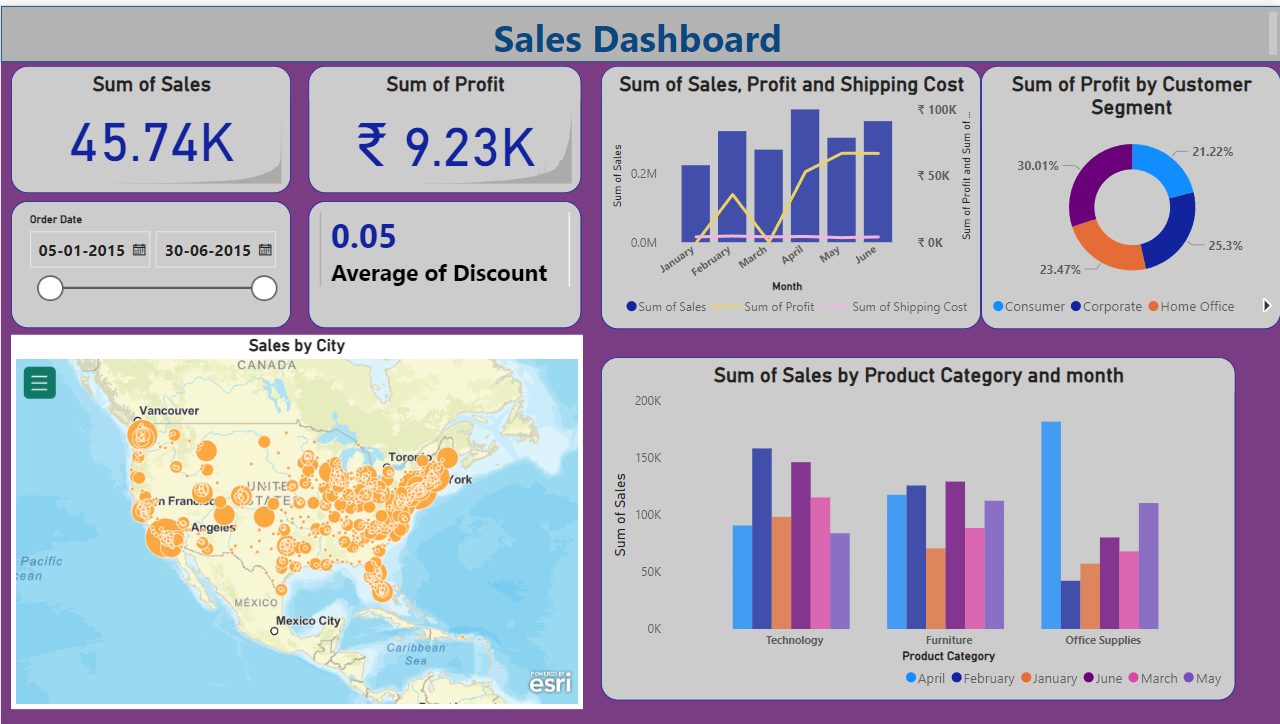 Sales Dashboard
Sum of Sales
45.74K
Sum of Profit
₹ 9.23K
Order Date
05-01-2015
30-06-2015
0.05
Average of Discount
Sum of Sales, Profit and Shipping Cost
Sum of Sales
0.2M
0.0M
₹ 100K
₹ 50K
₹ 0K
Sum of Profit and Sum of ...
January
February
March
April
May
June
Month
Sum of Sales
Sum of Profit
Sum of Shipping Cost
Sum of Profit by Customer
Segment
21.22%
25.3%
23.47%
30.01%
Consumer
Corporate
Home Office
Sales by City
CANADA
Vancouver
Toronto
York
UNITE
STATE
n Francisc
Angeles
Pacific
cean
MÉXICO
Mexico City
Caribbean
Sea
POWERED BY
esri
Sum of Sales by Product Category and month
Sum of Sales
200K
150K
100K
50K
0K
Technology
Furniture
Office Supplies
Product Category
April
February
January
June
March
May